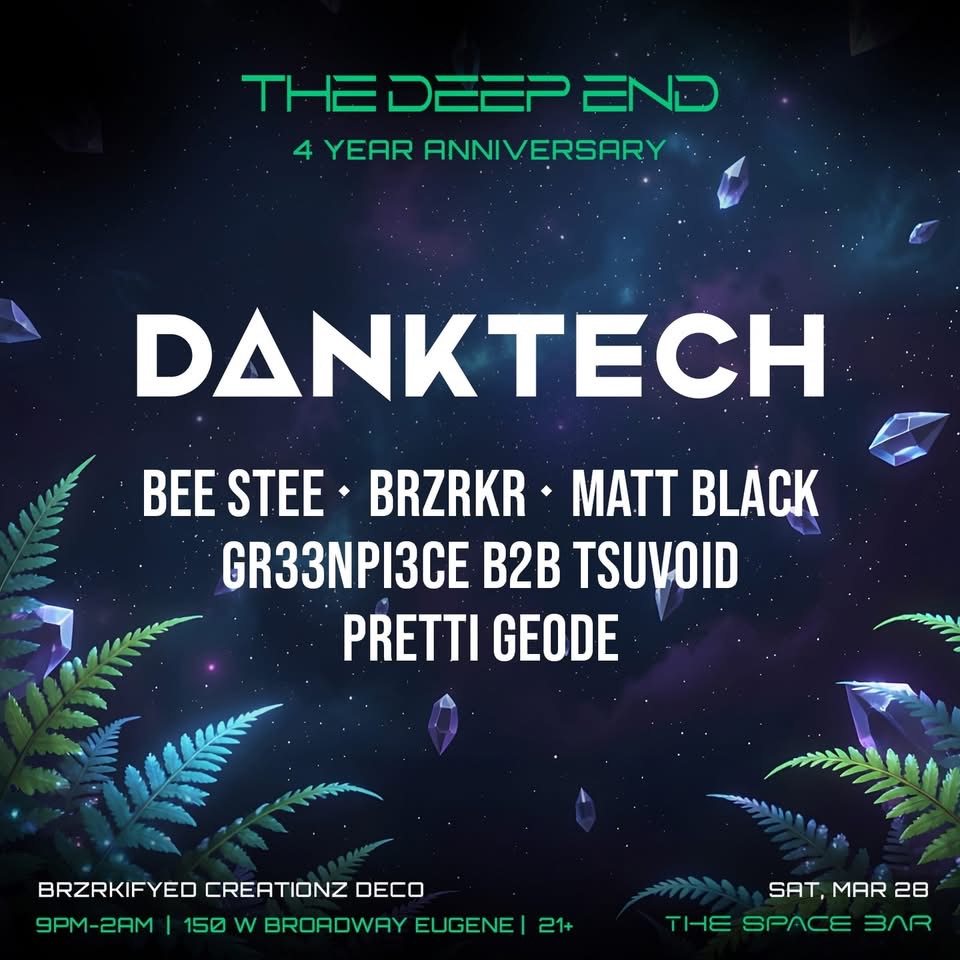 THE DEEP END
4 YEAR ANNIVERSARY
DANKTECH
BEE STEE · BRZRKR · MATT BLACK
GR33NPI3CE B2B TSUVOID
PRETTI GEODE
BRZRKIFYED CREATIONZ DECO
9PM-2AM | 150 W BROADWAY EUGENE | 21+
SAT, MAR 28
THE SPACE BAR